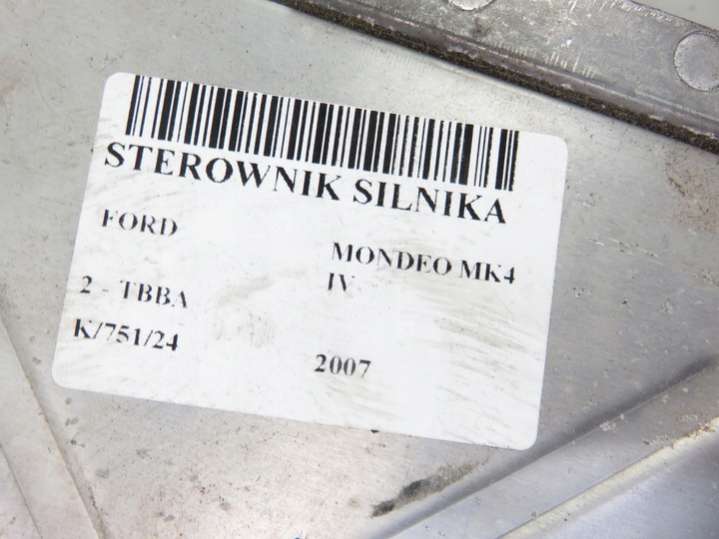 STEROWNIK SILNIKA
FORD
MONDEO MK4
IV
2 - TBBA
K/751/24
2007